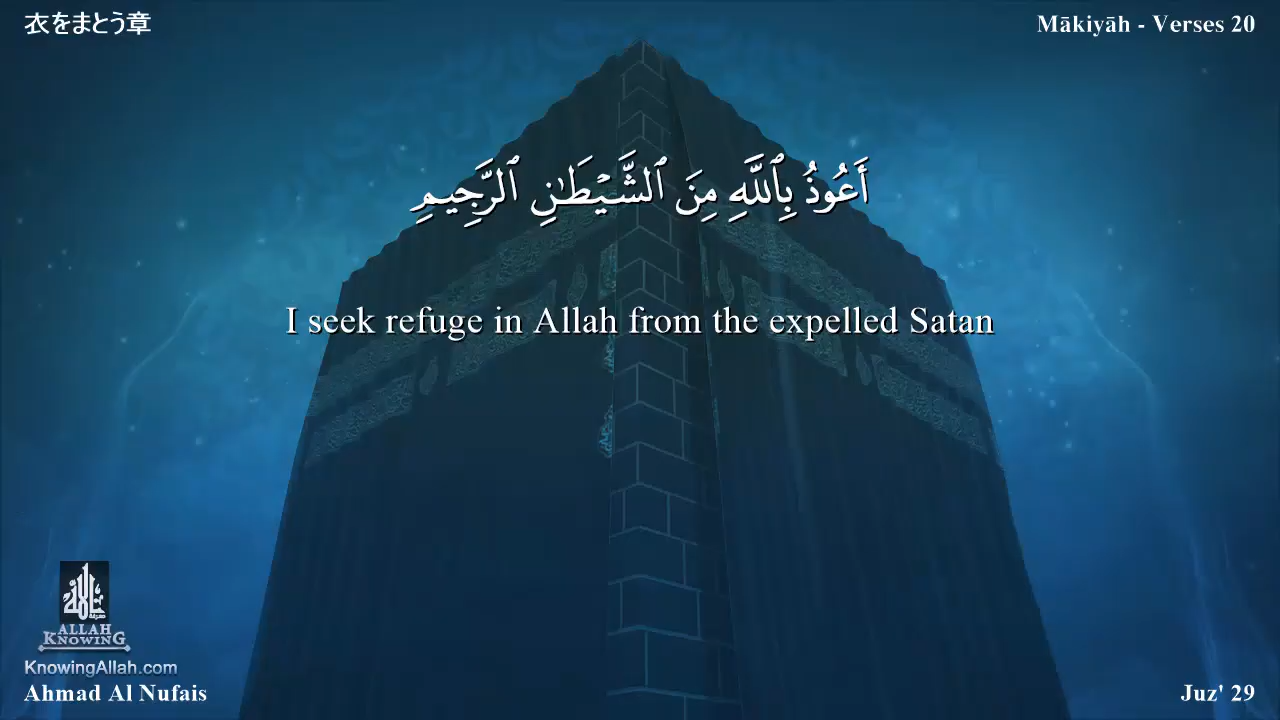 衣をまとう章
Mākiyāh - Verses 20
أَعُوذُ بِٱللَّهِ مِنَ ٱلشَّيْطَٰنِ ٱلرَّجِيمِ
I seek refuge in Allah from the expelled Satan
ALLAH
KNOWING
KnowingAllah.com
Ahmad Al Nufais
Juz' 29